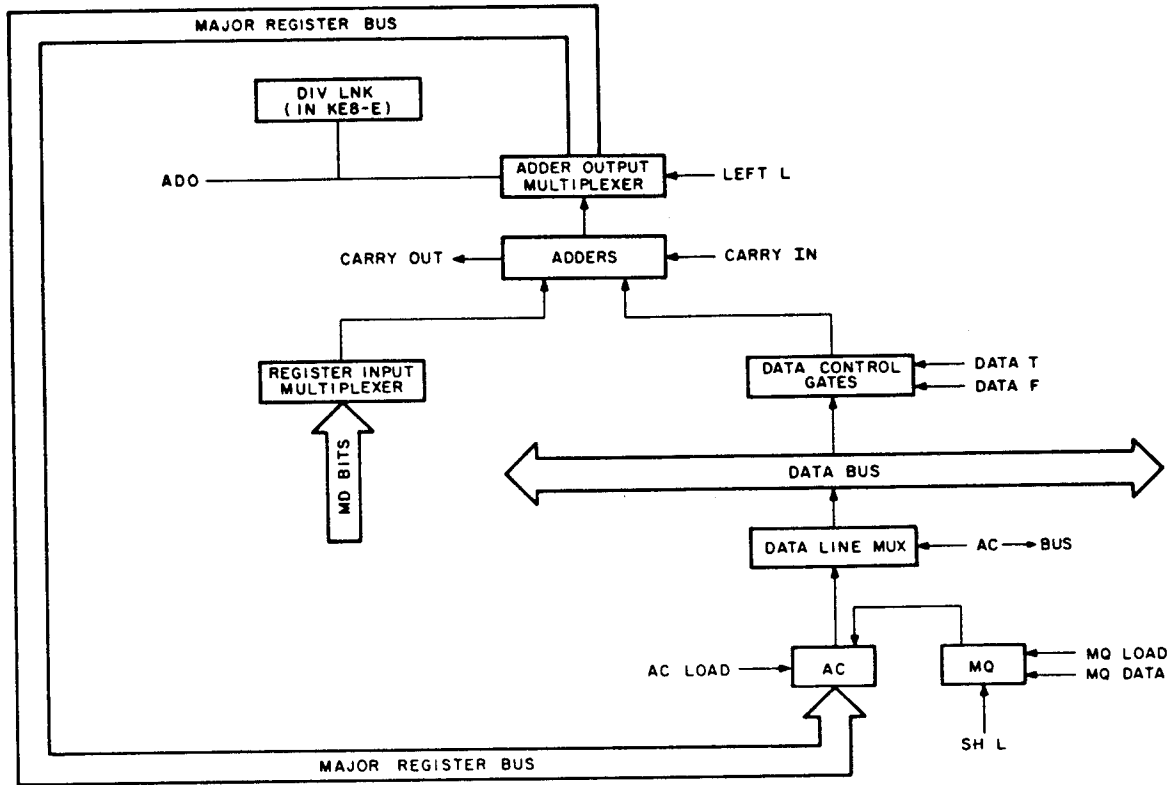 MAJOR REGISTER BUS
DIV LNK
(IN KE8-E)
ADO
ADDER OUTPUT
MULTIPLEXER
LEFT L
CARRY OUT
ADDERS
CARRY IN
REGISTER INPUT
MULTIPLEXER
DATA CONTROL
GATES
DATA T
DATA F
MD BITS
DATA BUS
DATA LINE MUX
AC → BUS
AC LOAD
AC
MQ
MQ LOAD
MQ DATA
SH L
MAJOR REGISTER BUS